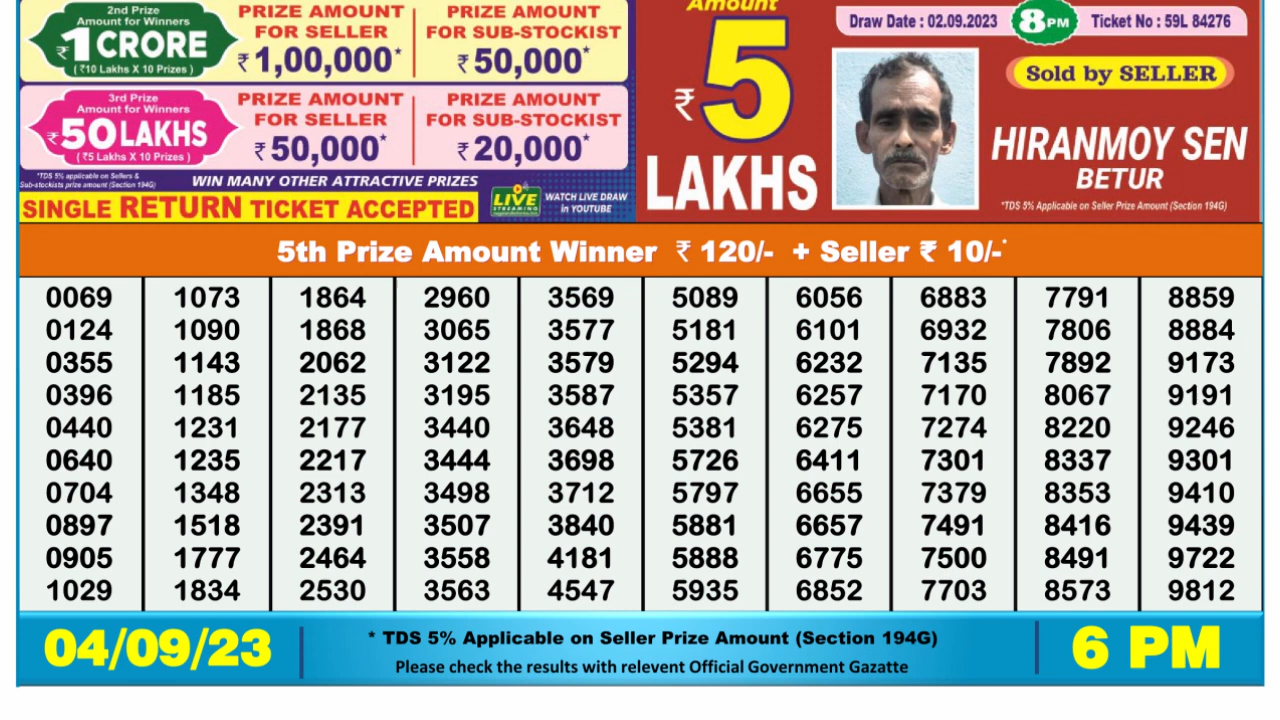 2nd Prize
Amount for Winners
₹1 CRORE
(₹10 Lakhs X 10 Prizes)
PRIZE AMOUNT
FOR SELLER
₹1,00,000*
PRIZE AMOUNT
FOR SUB-STOCKIST
₹50,000*
3rd Prize
Amount for Winners
₹50 LAKHS
(₹5 Lakhs X 10 Prizes)
PRIZE AMOUNT
FOR SELLER
₹50,000*
PRIZE AMOUNT
FOR SUB-STOCKIST
₹20,000*
*TDS 5% applicable on Sellers &
Sub-stockists prize amount (Section 194G)
WIN MANY OTHER ATTRACTIVE PRIZES
SINGLE RETURN TICKET ACCEPTED
LIVE
STREAMING
WATCH LIVE DRAW
in YOUTUBE
Amount
₹5
LAKHS
Draw Date : 02.09.2023 8PM Ticket No : 59L 84276
Sold by SELLER
HIRANMOY SEN
BETUR
*TDS 5% Applicable on Seller Prize Amount (Section 194G)
5th Prize Amount Winner ₹ 120/- + Seller ₹ 10/-*
0069 1073 1864 2960 3569 5089 6056 6883 7791 8859
0124 1090 1868 3065 3577 5181 6101 6932 7806 8884
0355 1143 2062 3122 3579 5294 6232 7135 7892 9173
0396 1185 2135 3195 3587 5357 6257 7170 8067 9191
0440 1231 2177 3440 3648 5381 6275 7274 8220 9246
0640 1235 2217 3444 3698 5726 6411 7301 8337 9301
0704 1348 2313 3498 3712 5797 6655 7379 8353 9410
0897 1518 2391 3507 3840 5881 6657 7491 8416 9439
0905 1777 2464 3558 4181 5888 6775 7500 8491 9722
1029 1834 2530 3563 4547 5935 6852 7703 8573 9812
04/09/23
* TDS 5% Applicable on Seller Prize Amount (Section 194G)
Please check the results with relevent Official Government Gazatte
6 PM